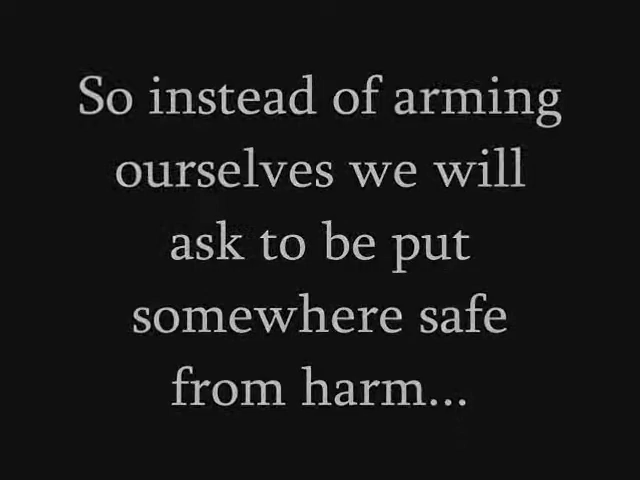 So instead of arming
ourselves we will
ask to be put
somewhere safe
from harm...